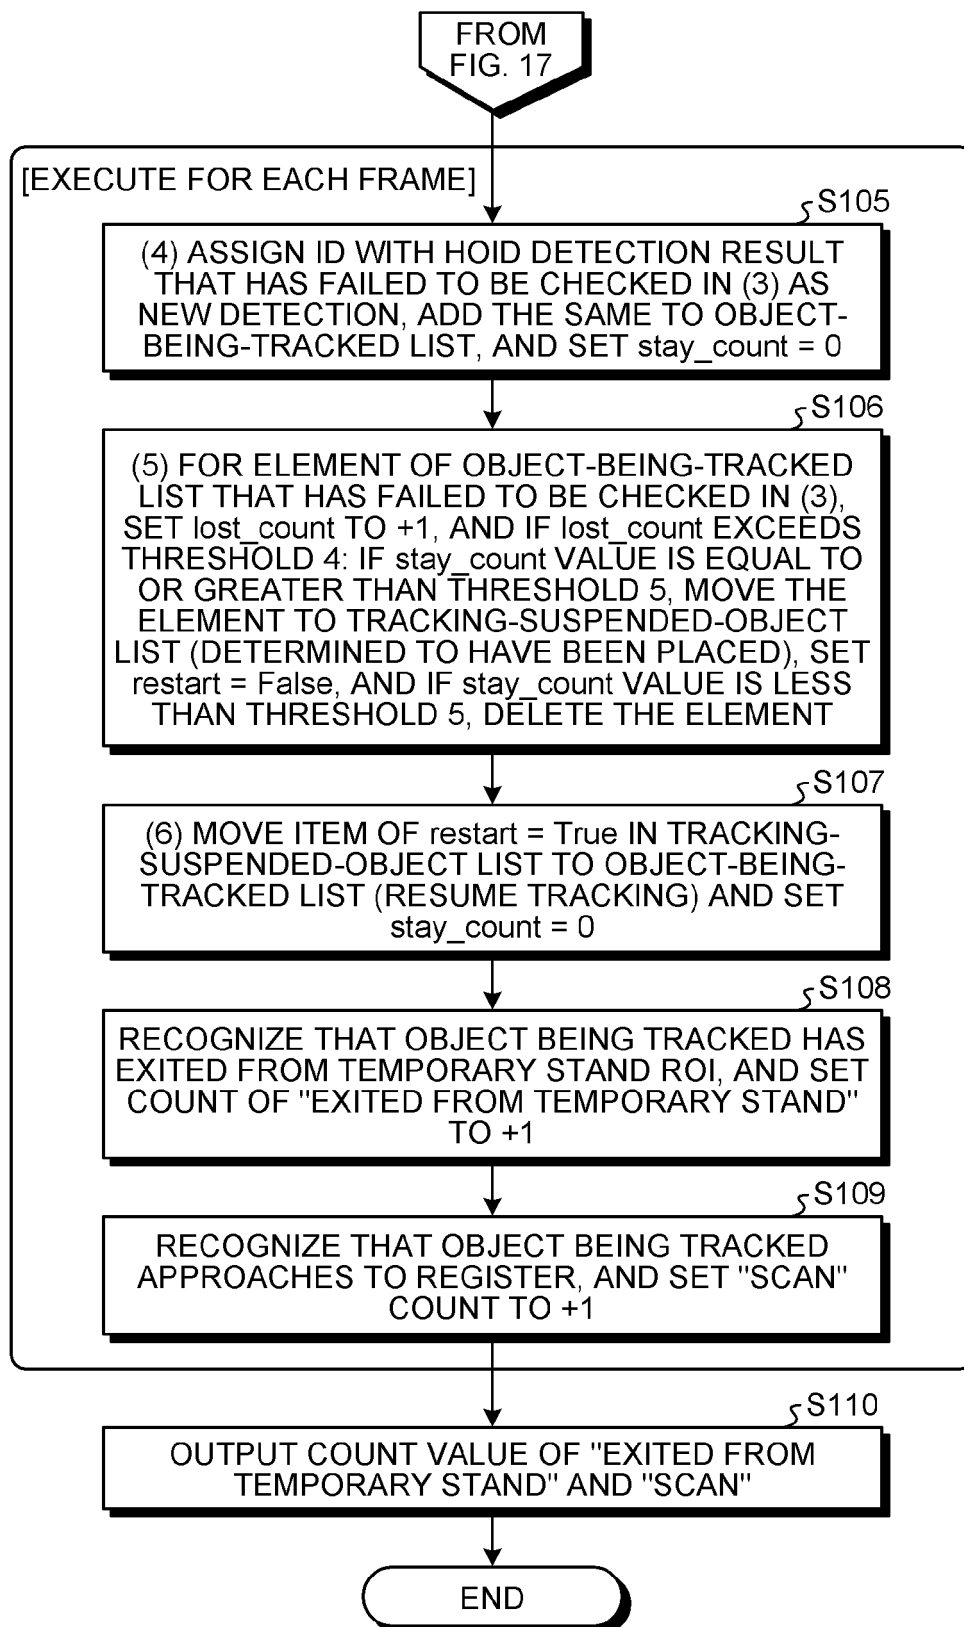 FROM
FIG. 17
[EXECUTE FOR EACH FRAME]
S105
(4) ASSIGN ID WITH HOID DETECTION RESULT
THAT HAS FAILED TO BE CHECKED IN (3) AS
NEW DETECTION, ADD THE SAME TO OBJECT-
BEING-TRACKED LIST, AND SET stay_count = 0
S106
(5) FOR ELEMENT OF OBJECT-BEING-TRACKED
LIST THAT HAS FAILED TO BE CHECKED IN (3),
SET lost_count TO +1, AND IF lost_count EXCEEDS
THRESHOLD 4: IF stay_count VALUE IS EQUAL TO
OR GREATER THAN THRESHOLD 5, MOVE THE
ELEMENT TO TRACKING-SUSPENDED-OBJECT
LIST (DETERMINED TO HAVE BEEN PLACED), SET
restart = False, AND IF stay_count VALUE IS LESS
THAN THRESHOLD 5, DELETE THE ELEMENT
S107
(6) MOVE ITEM OF restart = True IN TRACKING-
SUSPENDED-OBJECT LIST TO OBJECT-BEING-
TRACKED LIST (RESUME TRACKING) AND SET
stay_count = 0
S108
RECOGNIZE THAT OBJECT BEING TRACKED HAS
EXITED FROM TEMPORARY STAND ROI, AND SET
COUNT OF "EXITED FROM TEMPORARY STAND"
TO +1
S109
RECOGNIZE THAT OBJECT BEING TRACKED
APPROACHES TO REGISTER, AND SET "SCAN"
COUNT TO +1
S110
OUTPUT COUNT VALUE OF "EXITED FROM
TEMPORARY STAND" AND "SCAN"
END